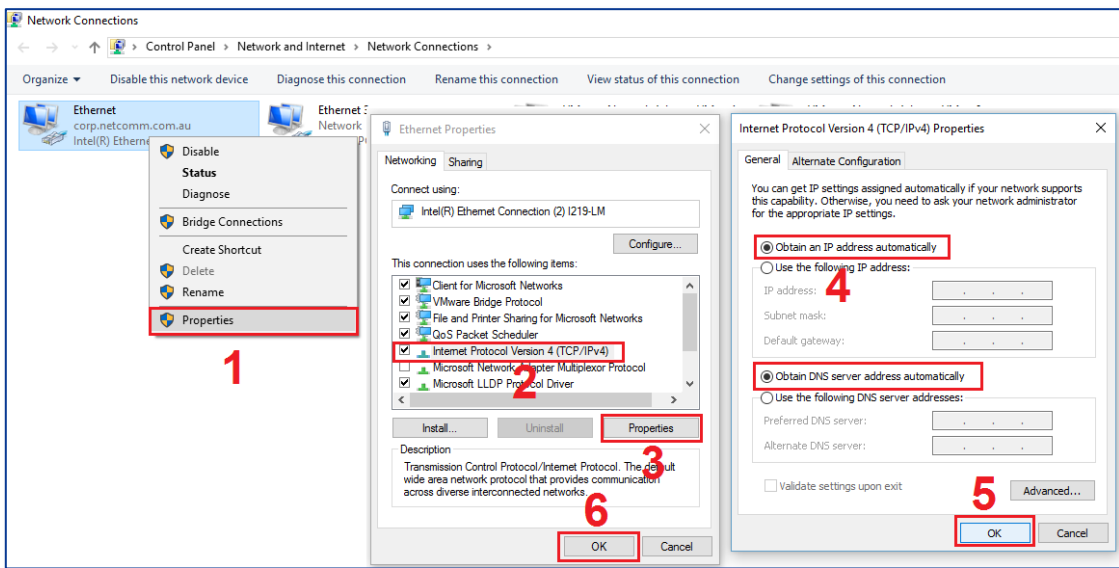 Network Connections
Control Panel > Network and Internet > Network Connections >
Organize Disable this network device Diagnose this connection Rename this connection View status of this connection Change settings of this connection
Ethernet
corp.netcomm.com.au
Intel(R) Etherne
Ethernet
Network
Disable
Status
Diagnose
Bridge Connections
Create Shortcut
Delete
Rename
Properties
1
Ethernet Properties
Networking Sharing
Connect using:
Intel(R) Ethernet Connection (2) I219-LM
Configure...
This connection uses the following items:
Client for Microsoft Networks
VMware Bridge Protocol
File and Printer Sharing for Microsoft Networks
QoS Packet Scheduler
Internet Protocol Version 4 (TCP/IPv4)
Microsoft Network Adapter Multiplexor Protocol
2
Microsoft LLDP Protocol Driver
Install... Uninstall Properties
3
Description
Transmission Control Protocol/Internet Protocol. The default
wide area network protocol that provides communication
across diverse interconnected networks.
6
OK Cancel
Internet Protocol Version 4 (TCP/IPv4) Properties
General Alternate Configuration
You can get IP settings assigned automatically if your network supports
this capability. Otherwise, you need to ask your network administrator
for the appropriate IP settings.
Obtain an IP address automatically
Use the following IP address:
4
IP address:
Subnet mask:
Default gateway:
Obtain DNS server address automatically
Use the following DNS server addresses:
Preferred DNS server:
Alternate DNS server:
Validate settings upon exit
5
Advanced...
OK Cancel